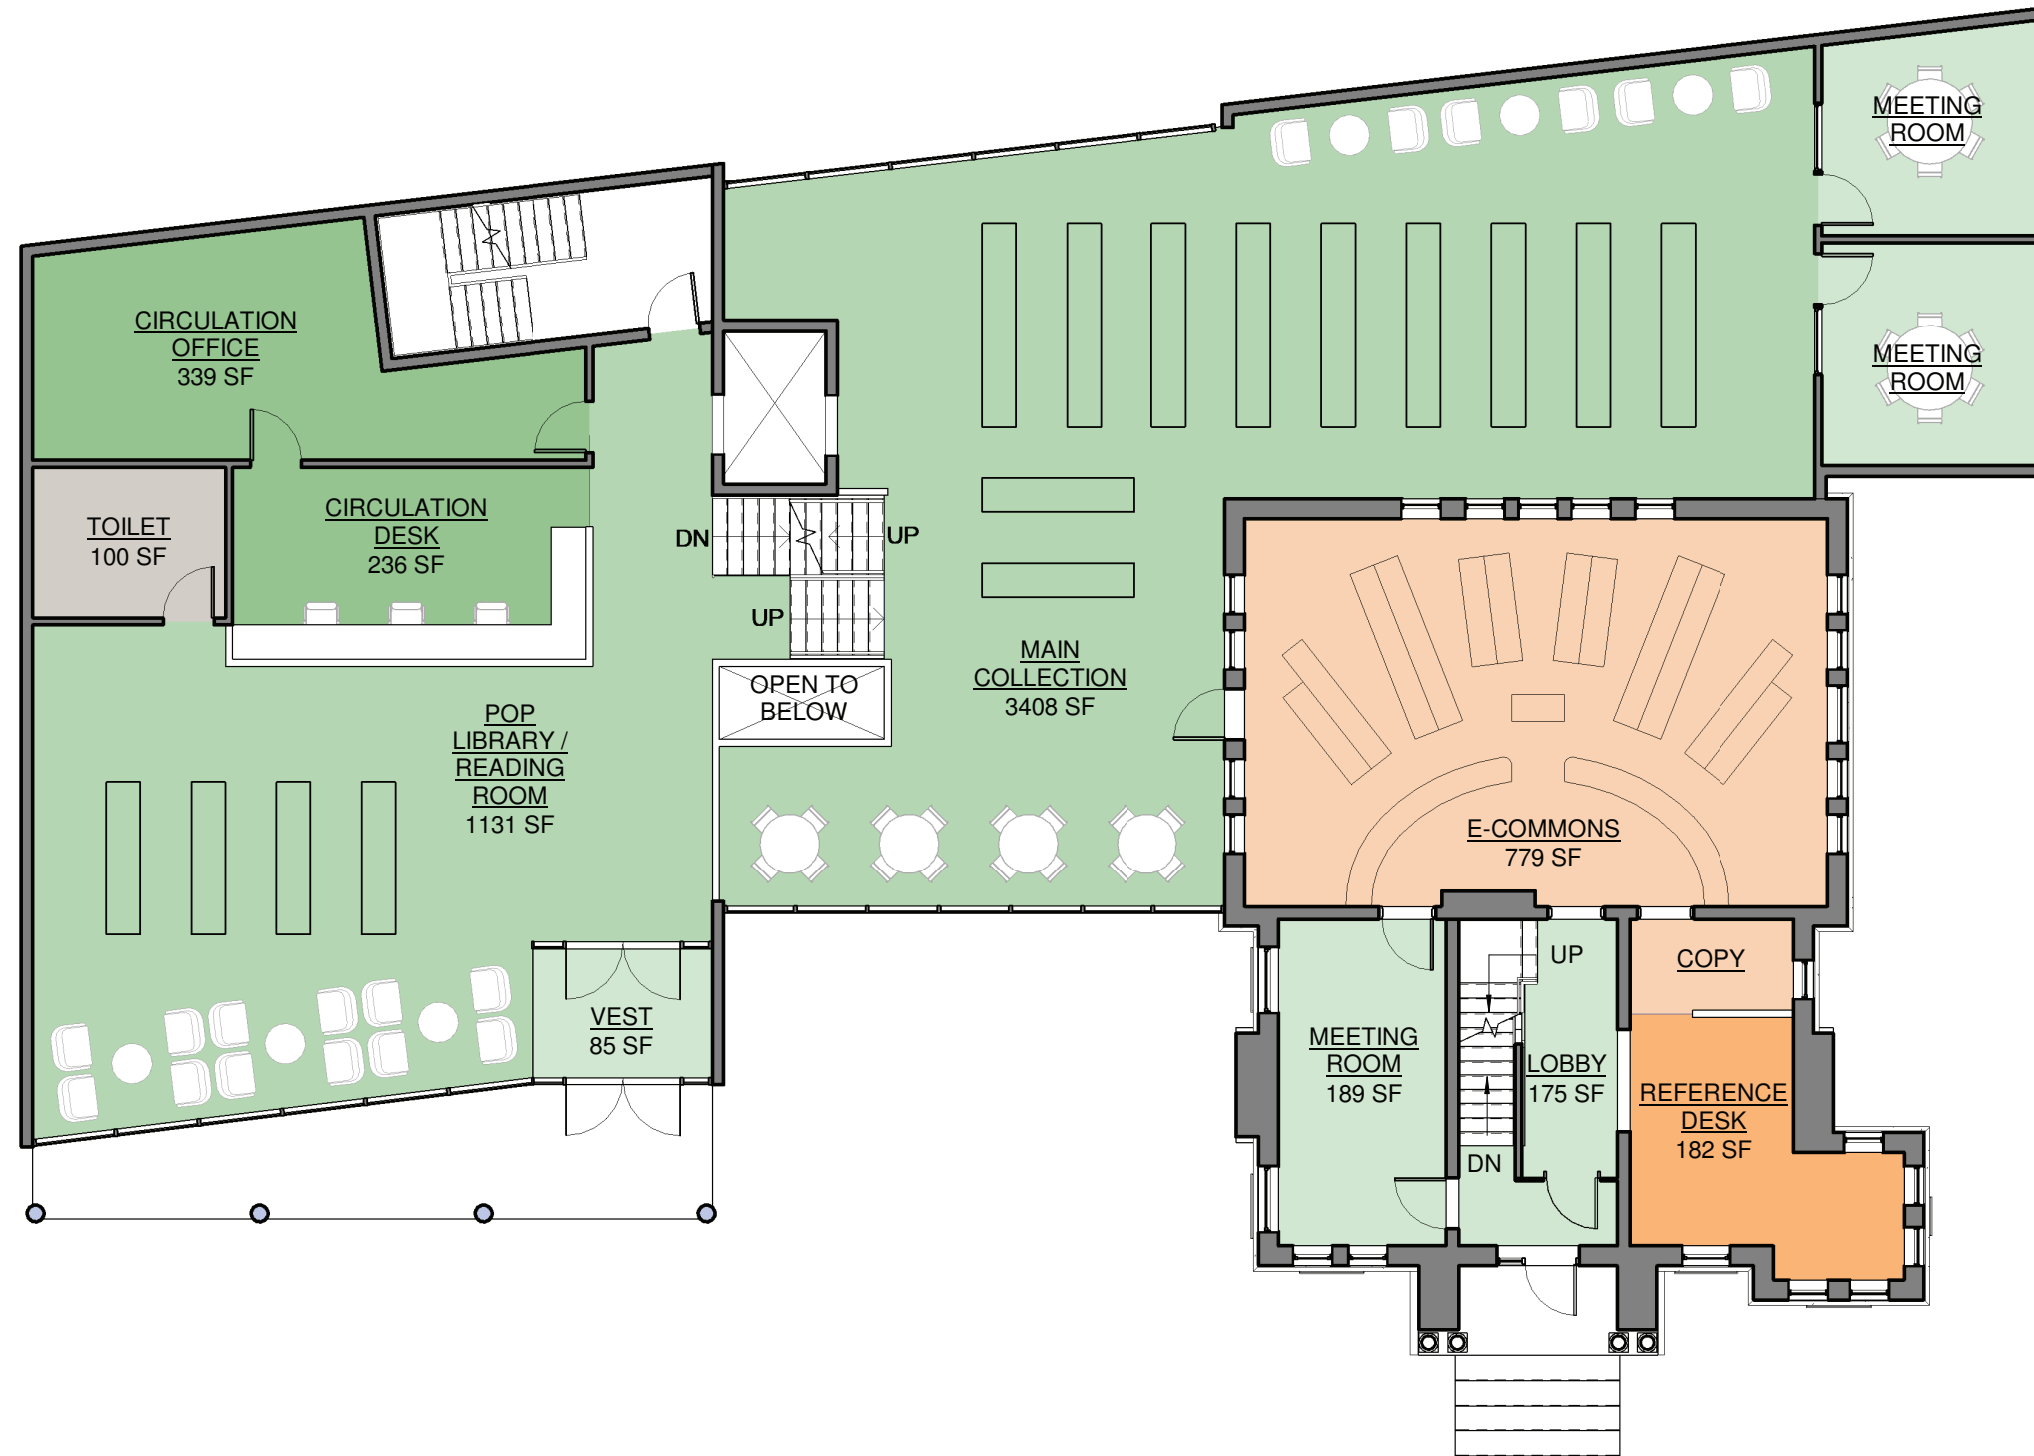 MEETING
ROOM
CIRCULATION
OFFICE
339 SF
MEETING
ROOM
TOILET
100 SF
CIRCULATION
DESK
236 SF
DN
UP
UP
OPEN TO
BELOW
MAIN
COLLECTION
3408 SF
POP
LIBRARY /
READING
ROOM
1131 SF
E-COMMONS
779 SF
UP
COPY
VEST
85 SF
MEETING
ROOM
189 SF
LOBBY
175 SF
REFERENCE
DESK
182 SF
DN